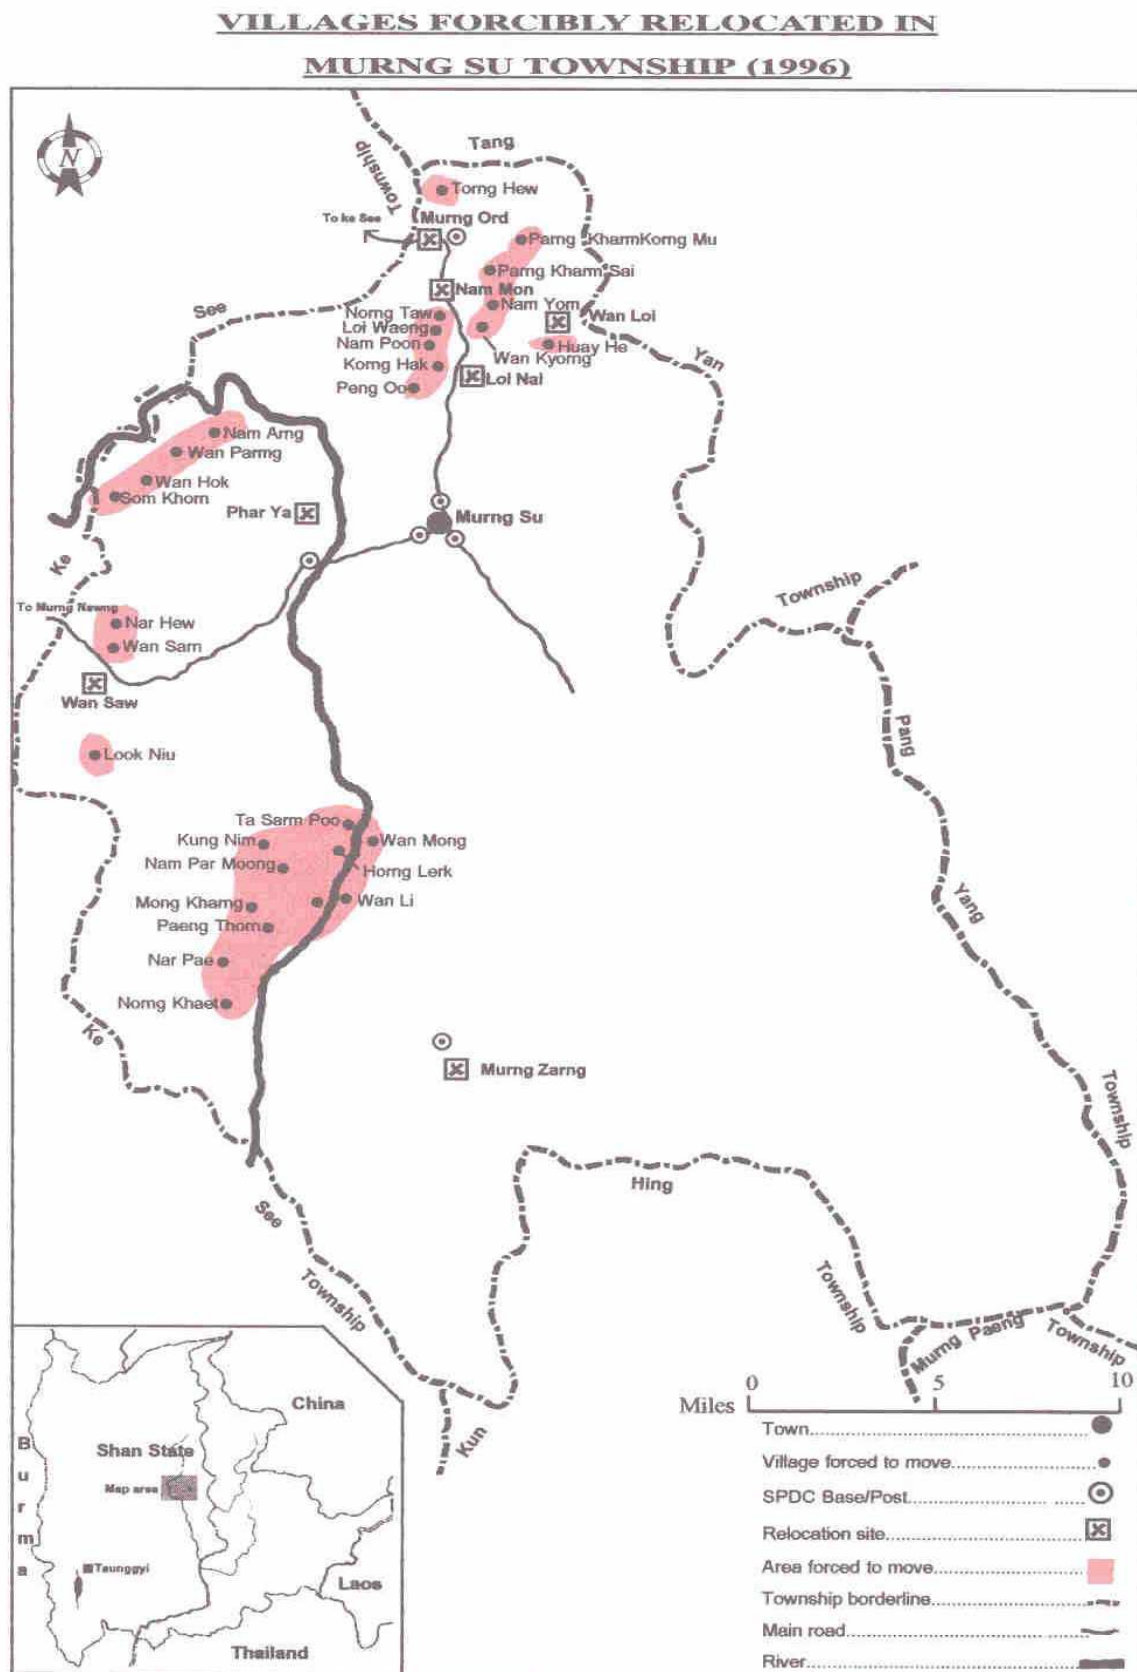 VILLAGES FORCIBLY RELOCATED IN
MURNG SU TOWNSHIP (1996)
N
Tang
Township
Torng Hew
To ke See
Murng Ord
Parng KharmKorng Mu
Parng Kharm Sai
Nam Mon
See
Norng Taw
Nam Yom
Wan Loi
Loi Waeng
Nam Poon
Huay He
Wan Kyorng
Yan
Korng Hak
Loi Nai
Peng Oo
Nam Arng
Wan Parng
Wan Hok
Som Khorn
Phar Ya
Murng Su
Ke
Township
To Murng Nawng
Nar Hew
Wan Sarn
Wan Saw
Pang
Look Niu
Ta Sarm Poo
Kung Nim
Wan Mong
Nam Par Moong
Horng Lerk
Mong Kharng
Wan Li
Yang
Paeng Thorn
Nar Pae
Norng Khaet
Ke
Murng Zarng
Township
Hing
See
Township
Township
Murng Paeng
Township
Kun
China
Shan State
Map area
Burma
Taunggyi
Laos
Thailand
0 5 10
Miles
Town
Village forced to move
SPDC Base/Post
Relocation site
Area forced to move
Township borderline
Main road
River